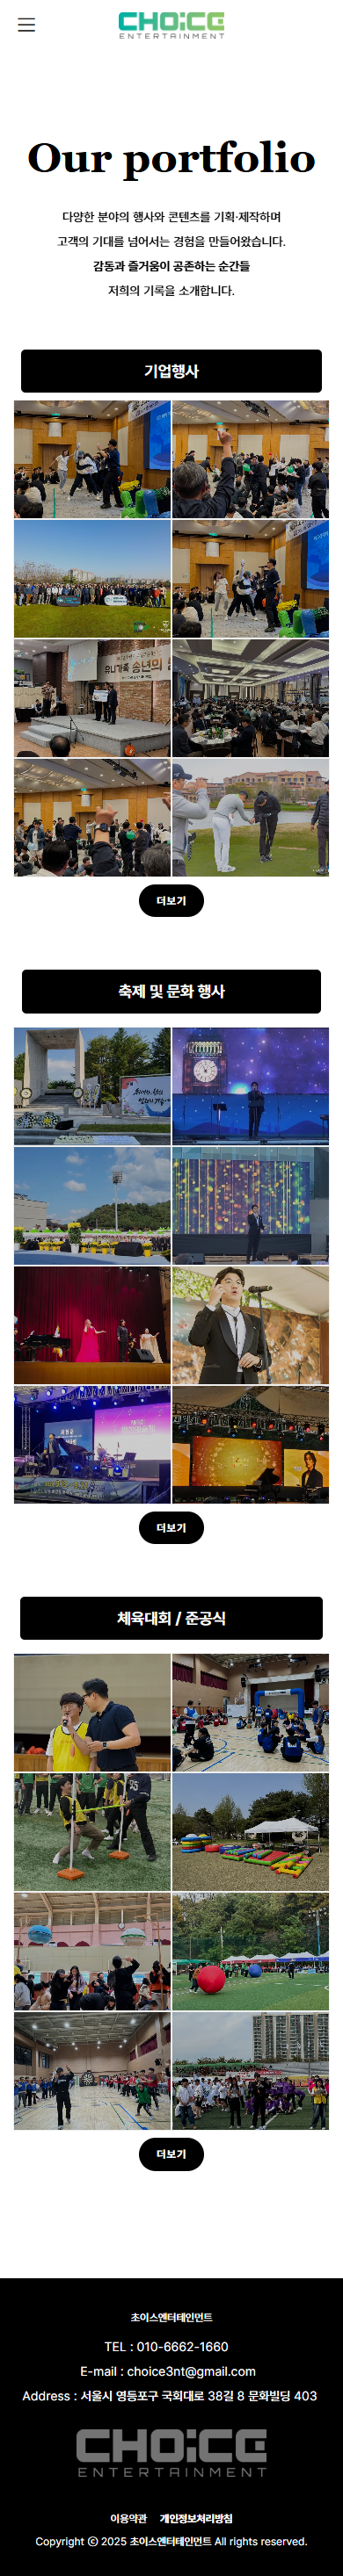 CHOICE
ENTERTAINMENT
Our portfolio
다양한 분야의 행사와 콘텐츠를 기획·제작하며
고객의 기대를 넘어서는 경험을 만들어왔습니다.
감동과 즐거움이 공존하는 순간들
저희의 기록을 소개합니다.
기업행사
더보기
축제 및 문화 행사
더보기
체육대회 / 준공식
더보기
초이스엔터테인먼트
TEL : 010-6662-1660
E-mail : choice3nt@gmail.com
Address : 서울시 영등포구 국회대로 38길 8 문화빌딩 403
CHOICE
ENTERTAINMENT
이용약관 개인정보처리방침
Copyright ⓒ 2025 초이스엔터테인먼트 All rights reserved.